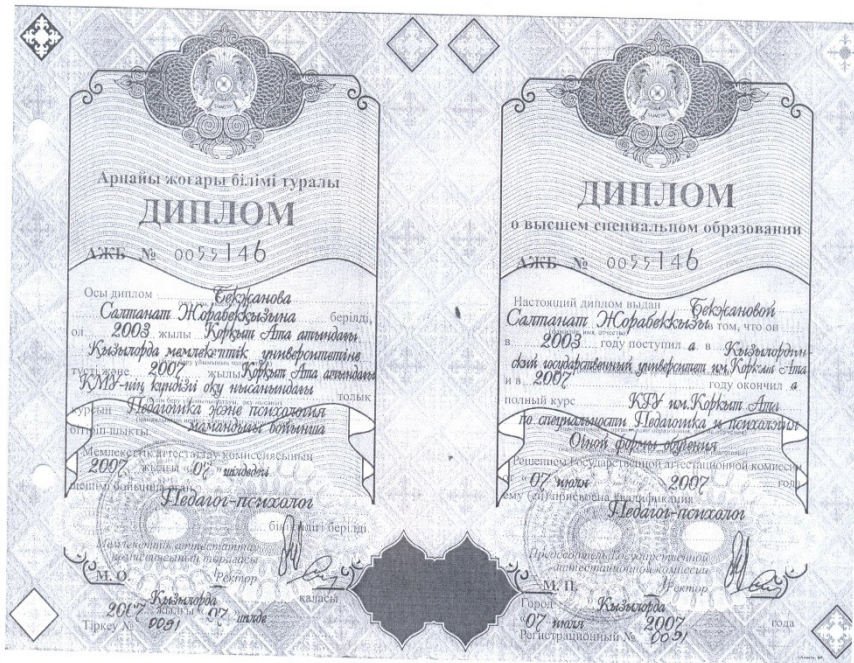 Арнайы жоғары білімі туралы
ДИПЛОМ
АЖБ № 0055146
Осы диплом Бекжанова
Салтанат Жорабекқызына берілді,
ол 2003 жылы Қорқыт Ата атындағы
Қызылорда мемлекеттік университетіне
түсті және 2007 жылы Қорқыт Ата атындағы
ҚМУ-нің күндізгі оқу нысанындағы толық
курсын Педагогика және психология
бітіріп шықты мамандығы бойынша
Мемлекеттік аттестаттау комиссиясының
2007 жылғы «07» шілдедегі
шешімі бойынша оған
Педагог-психолог
біліктілігі берілді.
Мемлекеттік аттестаттау
комиссиясының төрағасы
М. О. Ректор
Қызылорда қаласы
2007 жылғы «07» шілде
Тіркеу № 0091
ДИПЛОМ
о высшем специальном образовании
АЖБ № 0055146
Настоящий диплом выдан Бекжановой
Салтанат Жорабекқызы в том, что он
в 2003 году поступил а в Кызылордин-
ский государственный университет им. Коркыт Ата
и в 2007 году окончил а
полный курс КГУ им. Коркыт Ата
по специальности Педагогика и психология
Очной формы обучения
Решением Государственной аттестационной комиссии
от «07 июля 2007 года
ему (ей) присвоена квалификация
Педагог-психолог
Председатель Государственной
аттестационной комиссии
М. П. Ректор
Город Кызылорда
«07 июля 2007 года
Регистрационный № 0091